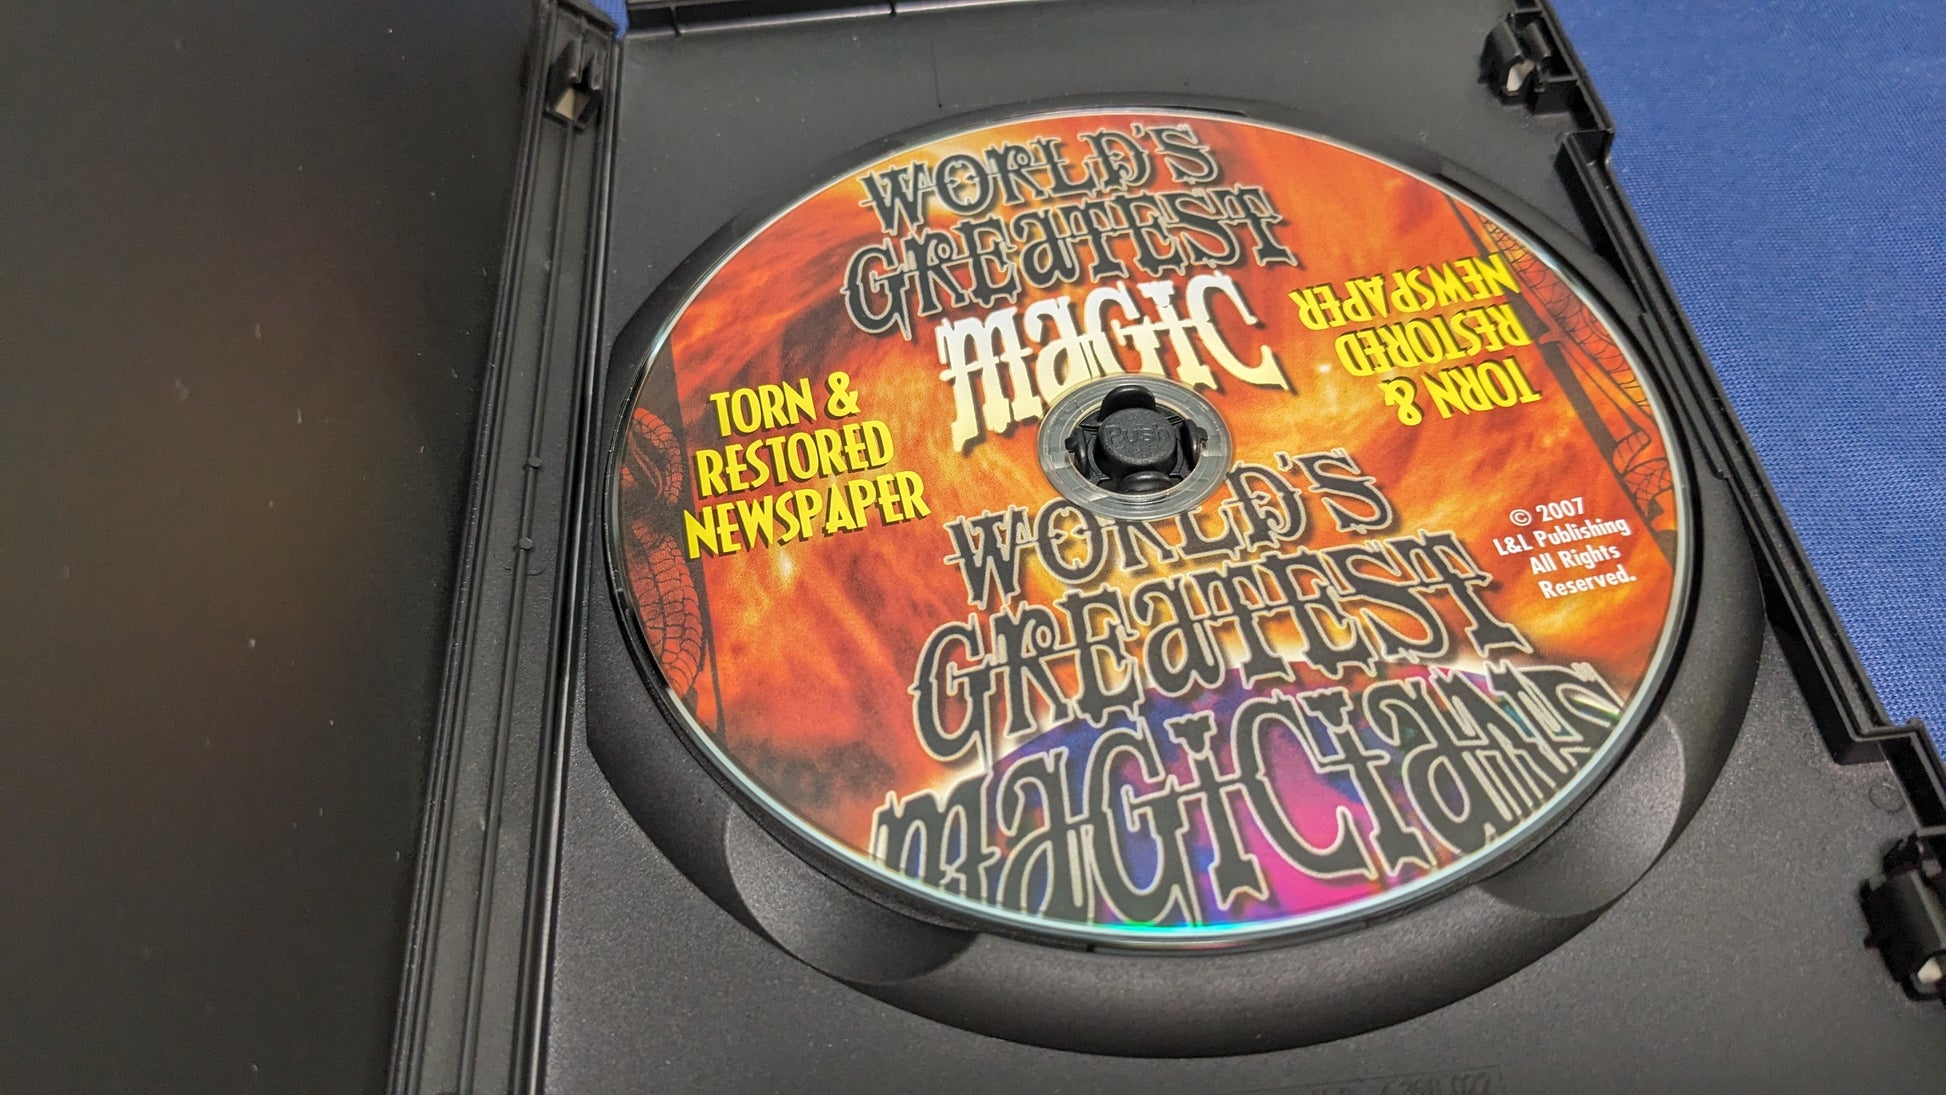 WORLD'S
GREATEST
MAGIC
TORN &
RESTORED
NEWSPAPER
TORN &
RESTORED
NEWSPAPER
Push
WORLD'S
GREATEST
MAGICIANS
© 2007
L&L Publishing
All Rights
Reserved.